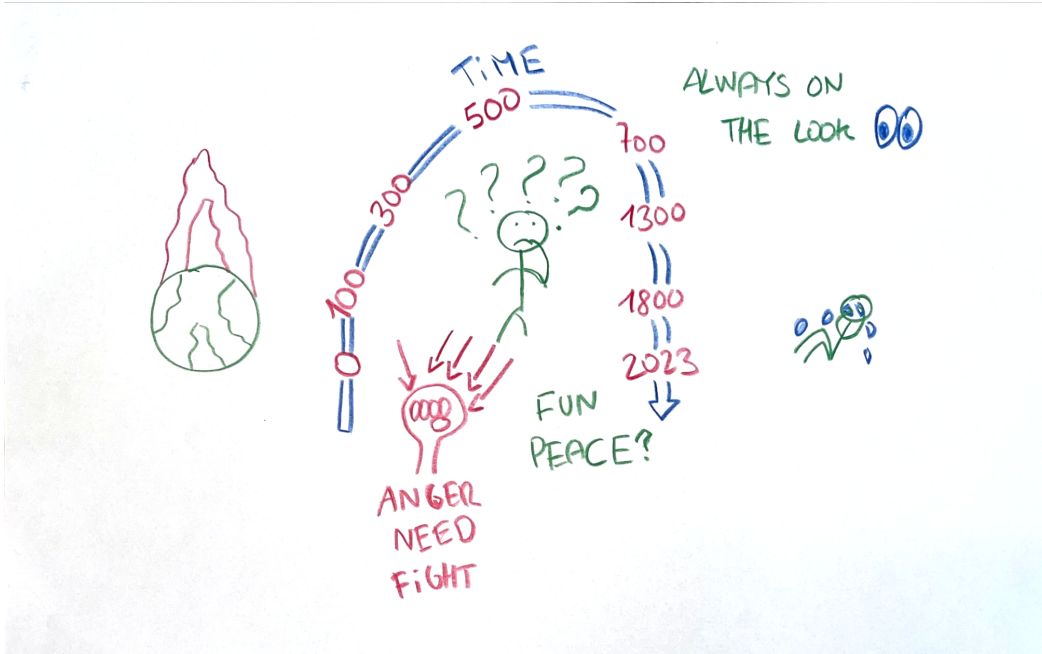 TiME
500
700
300
1300
100
1800
0
2023
ALWAYS ON
THE LOOK
? ? ? ? ?
FUN
PEACE?
ANGER
NEED
FiGHT